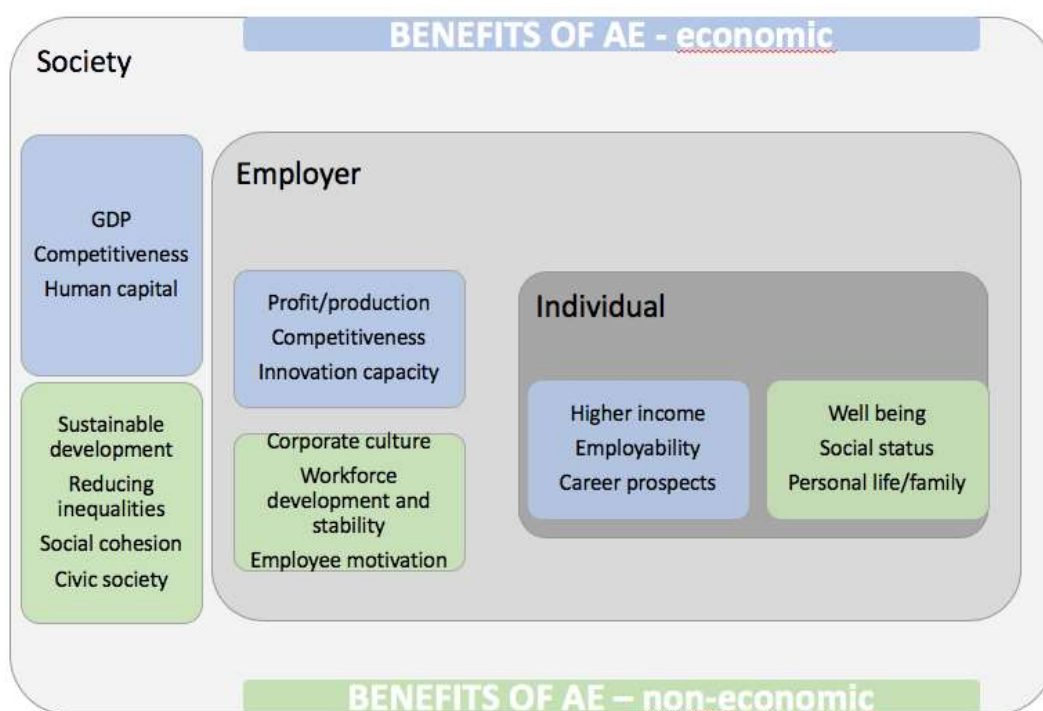 BENEFITS OF AE - economic
Society
GDP
Competitiveness
Human capital
Sustainable
development
Reducing
inequalities
Social cohesion
Civic society
Employer
Profit/production
Competitiveness
Innovation capacity
Corporate culture
Workforce
development and
stability
Employee motivation
Individual
Higher income
Employability
Career prospects
Well being
Social status
Personal life/family
BENEFITS OF AE – non-economic